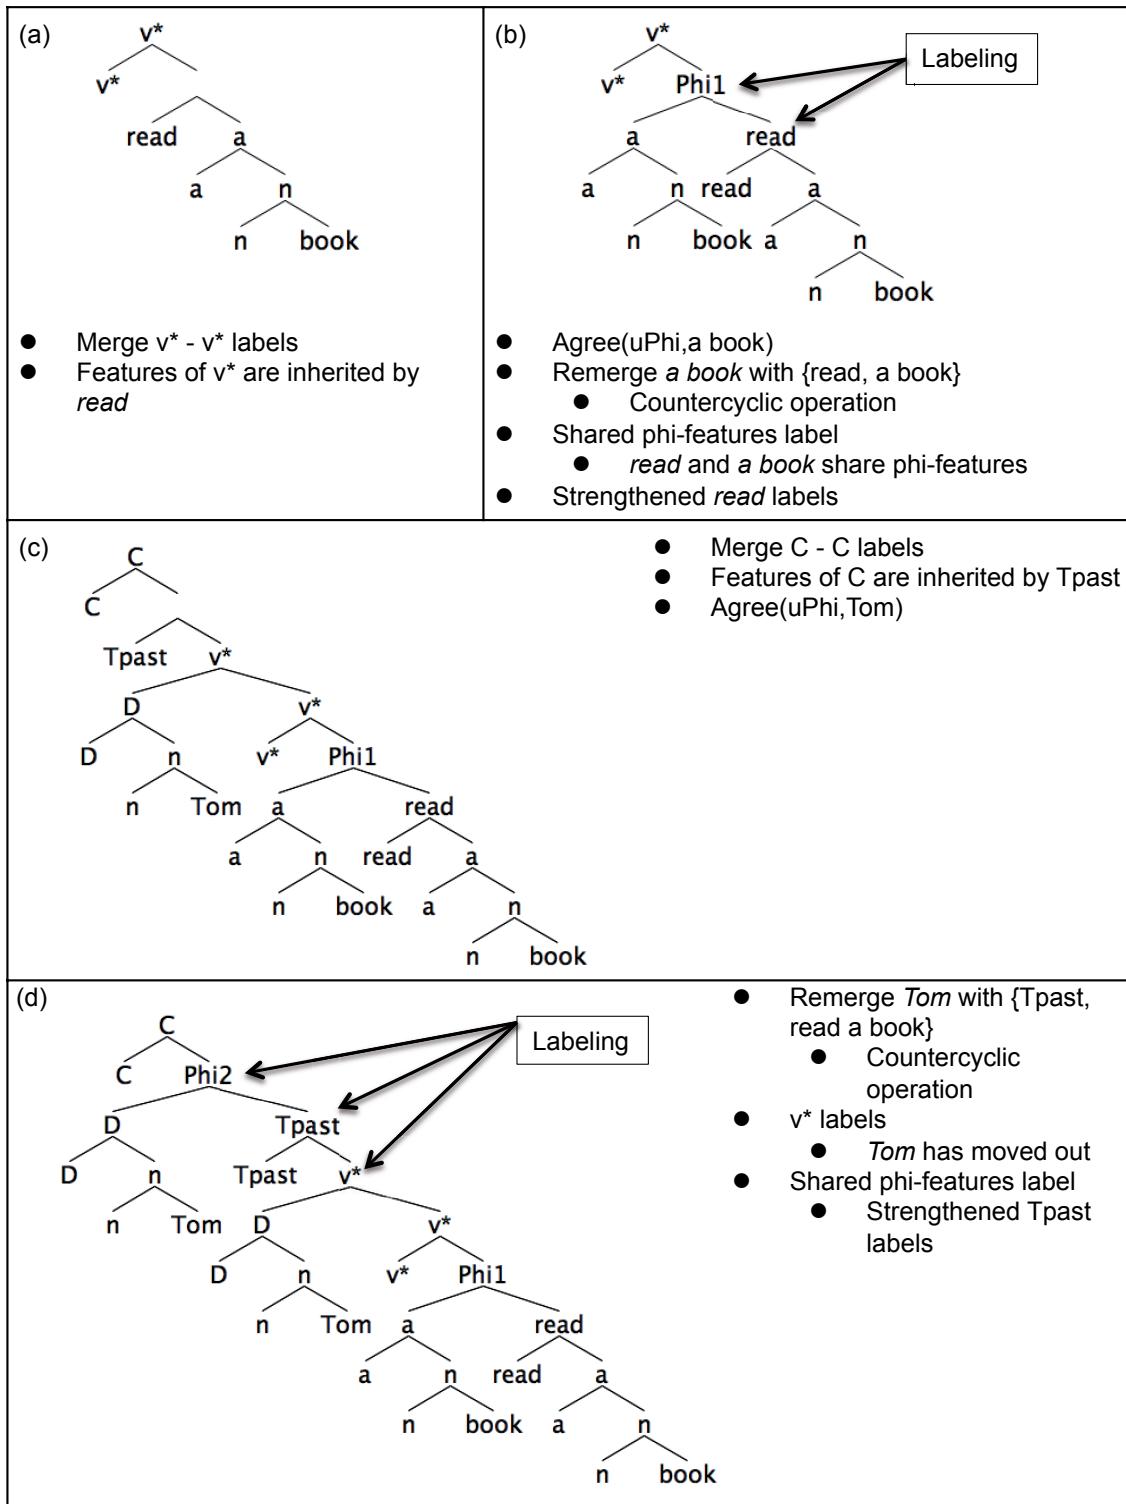 (a)
v*
v*
read a
a n
n book
● Merge v* - v* labels
● Features of v* are inherited by
read
(b)
v*
v* Phi1
Labeling
a read
a n read a
n book a n
n book
● Agree(uPhi,a book)
● Remerge a book with {read, a book}
● Countercyclic operation
● Shared phi-features label
● read and a book share phi-features
● Strengthened read labels
(c)
C
C
Tpast v*
D v*
D n v* Phi1
n Tom a read
a n read a
n book a n
n book
● Merge C - C labels
● Features of C are inherited by Tpast
● Agree(uPhi,Tom)
(d)
C
C Phi2
Labeling
D Tpast
D n Tpast v*
n Tom D v*
D n v* Phi1
n Tom a read
a n read a
n book a n
n book
● Remerge Tom with {Tpast,
read a book}
● Countercyclic
operation
● v* labels
● Tom has moved out
● Shared phi-features label
● Strengthened Tpast
labels